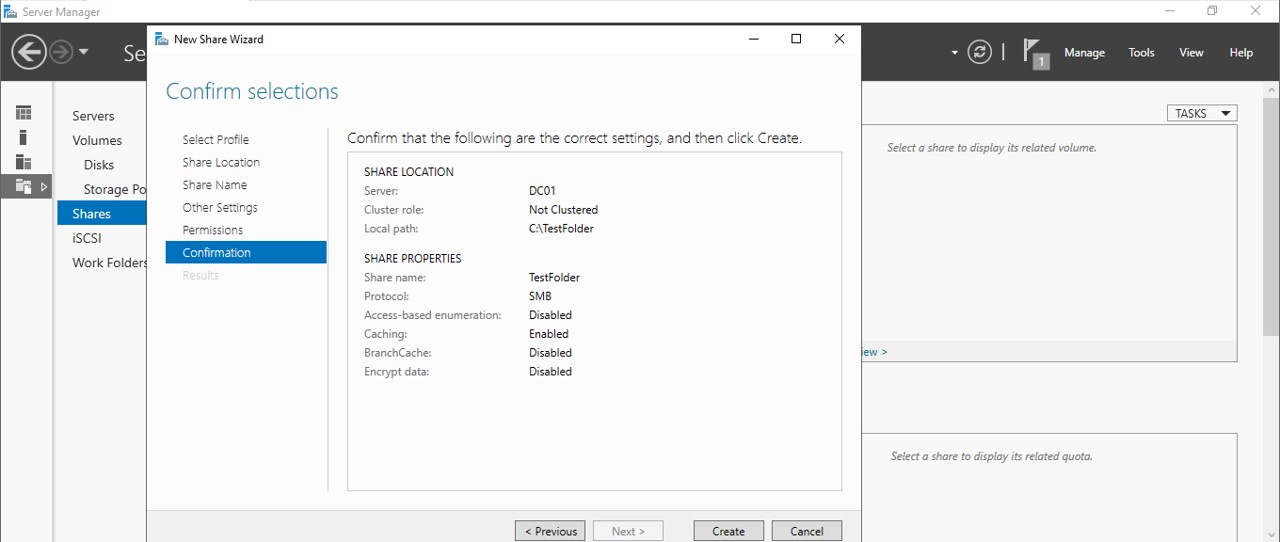 Server Manager
New Share Wizard
Se
1
Manage
Tools
View
Help
Servers
Volumes
Disks
Storage Po
Shares
iSCSI
Work Folders
Confirm selections
Select Profile
Share Location
Share Name
Other Settings
Permissions
Confirmation
Results
Confirm that the following are the correct settings, and then click Create.
SHARE LOCATION
Server: DC01
Cluster role: Not Clustered
Local path: C:\TestFolder
SHARE PROPERTIES
Share name: TestFolder
Protocol: SMB
Access-based enumeration: Disabled
Caching: Enabled
BranchCache: Disabled
Encrypt data: Disabled
< Previous
Next >
Create
Cancel
TASKS
Select a share to display its related volume.
iew >
Select a share to display its related quota.